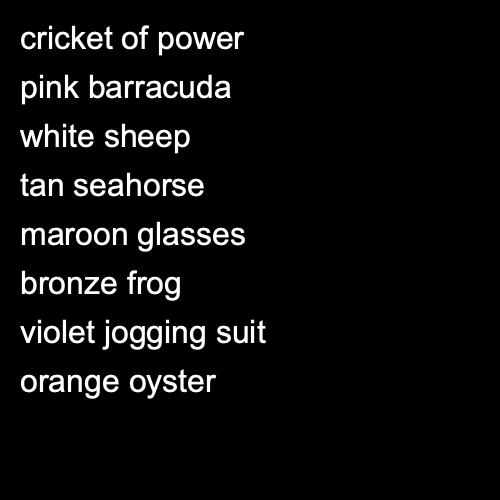 cricket of power
pink barracuda
white sheep
tan seahorse
maroon glasses
bronze frog
violet jogging suit
orange oyster